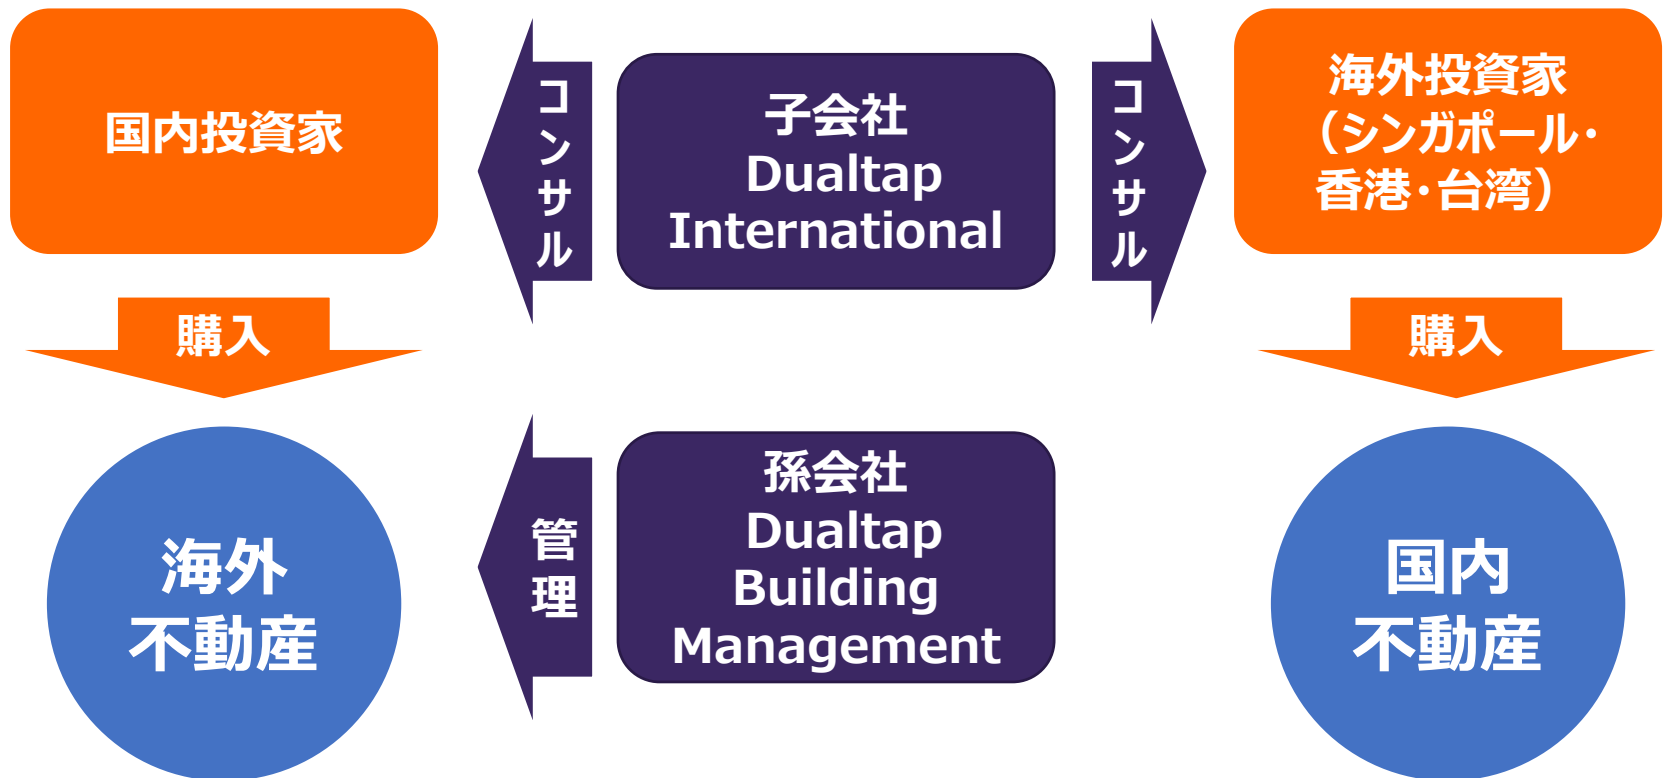 国内投資家
コンサル
子会社
Dualtap
International
コンサル
海外投資家
（シンガポール・
香港・台湾）
購入
購入
海外
不動産
管理
孫会社
Dualtap
Building
Management
国内
不動産